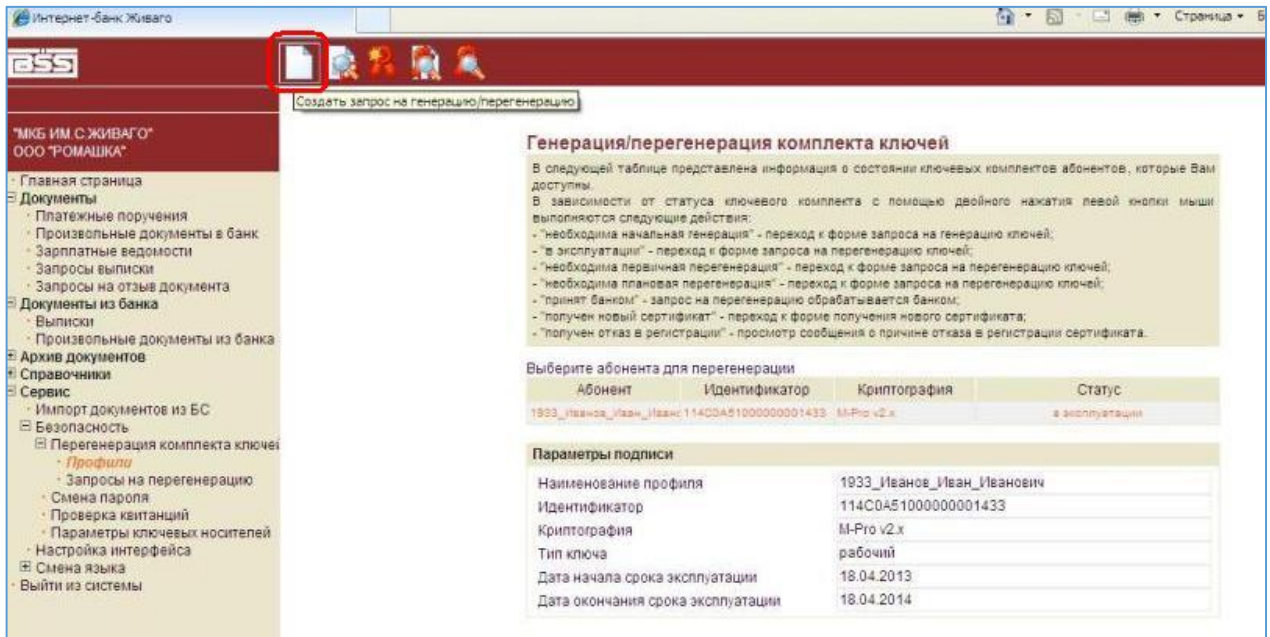 Интернет-банк Живаго
Страница
BSS
Создать запрос на генерацию/перегенерацию
"МКБ ИМ.С.ЖИВАГО"
ООО "РОМАШКА"
Главная страница
Документы
Платежные поручения
Произвольные документы в банк
Зарплатные ведомости
Запросы выписки
Запросы на отзыв документа
Документы из банка
Выписки
Произвольные документы из банка
Архив документов
Справочники
Сервис
Импорт документов из БС
Безопасность
Перегенерация комплекта ключей
Профили
Запросы на перегенерацию
Смена пароля
Проверка квитанций
Параметры ключевых носителей
Настройка интерфейса
Смена языка
Выйти из системы
Генерация/перегенерация комплекта ключей
В следующей таблице представлена информация о состоянии ключевых комплектов абонентов, которые Вам
доступны.
В зависимости от статуса ключевого комплекта с помощью двойного нажатия левой кнопки мыши
выполняются следующие действия:
- "необходима начальная генерация" - переход к форме запроса на генерацию ключей;
- "в эксплуатации" - переход к форме запроса на перегенерацию ключей;
- "необходима первичная перегенерация" - переход к форме запроса на перегенерацию ключей;
- "необходима плановая перегенерация" - переход к форме запроса на перегенерацию ключей;
- "принят банком" - запрос на перегенерацию обрабатывается банком;
- "получен новый сертификат" - переход к форме получения нового сертификата;
- "получен отказ в регистрации" - просмотр сообщения о причине отказа в регистрации сертификата.
Выберите абонента для перегенерации
Абонент Идентификатор Криптография Статус
1933_Иванов_Иван_Иванс 114C0A51000000001433 M-Pro v2.x в эксплуатации
Параметры подписи
Наименование профиля 1933_Иванов_Иван_Иванович
Идентификатор 114C0A51000000001433
Криптография M-Pro v2.x
Тип ключа рабочий
Дата начала срока эксплуатации 18.04.2013
Дата окончания срока эксплуатации 18.04.2014